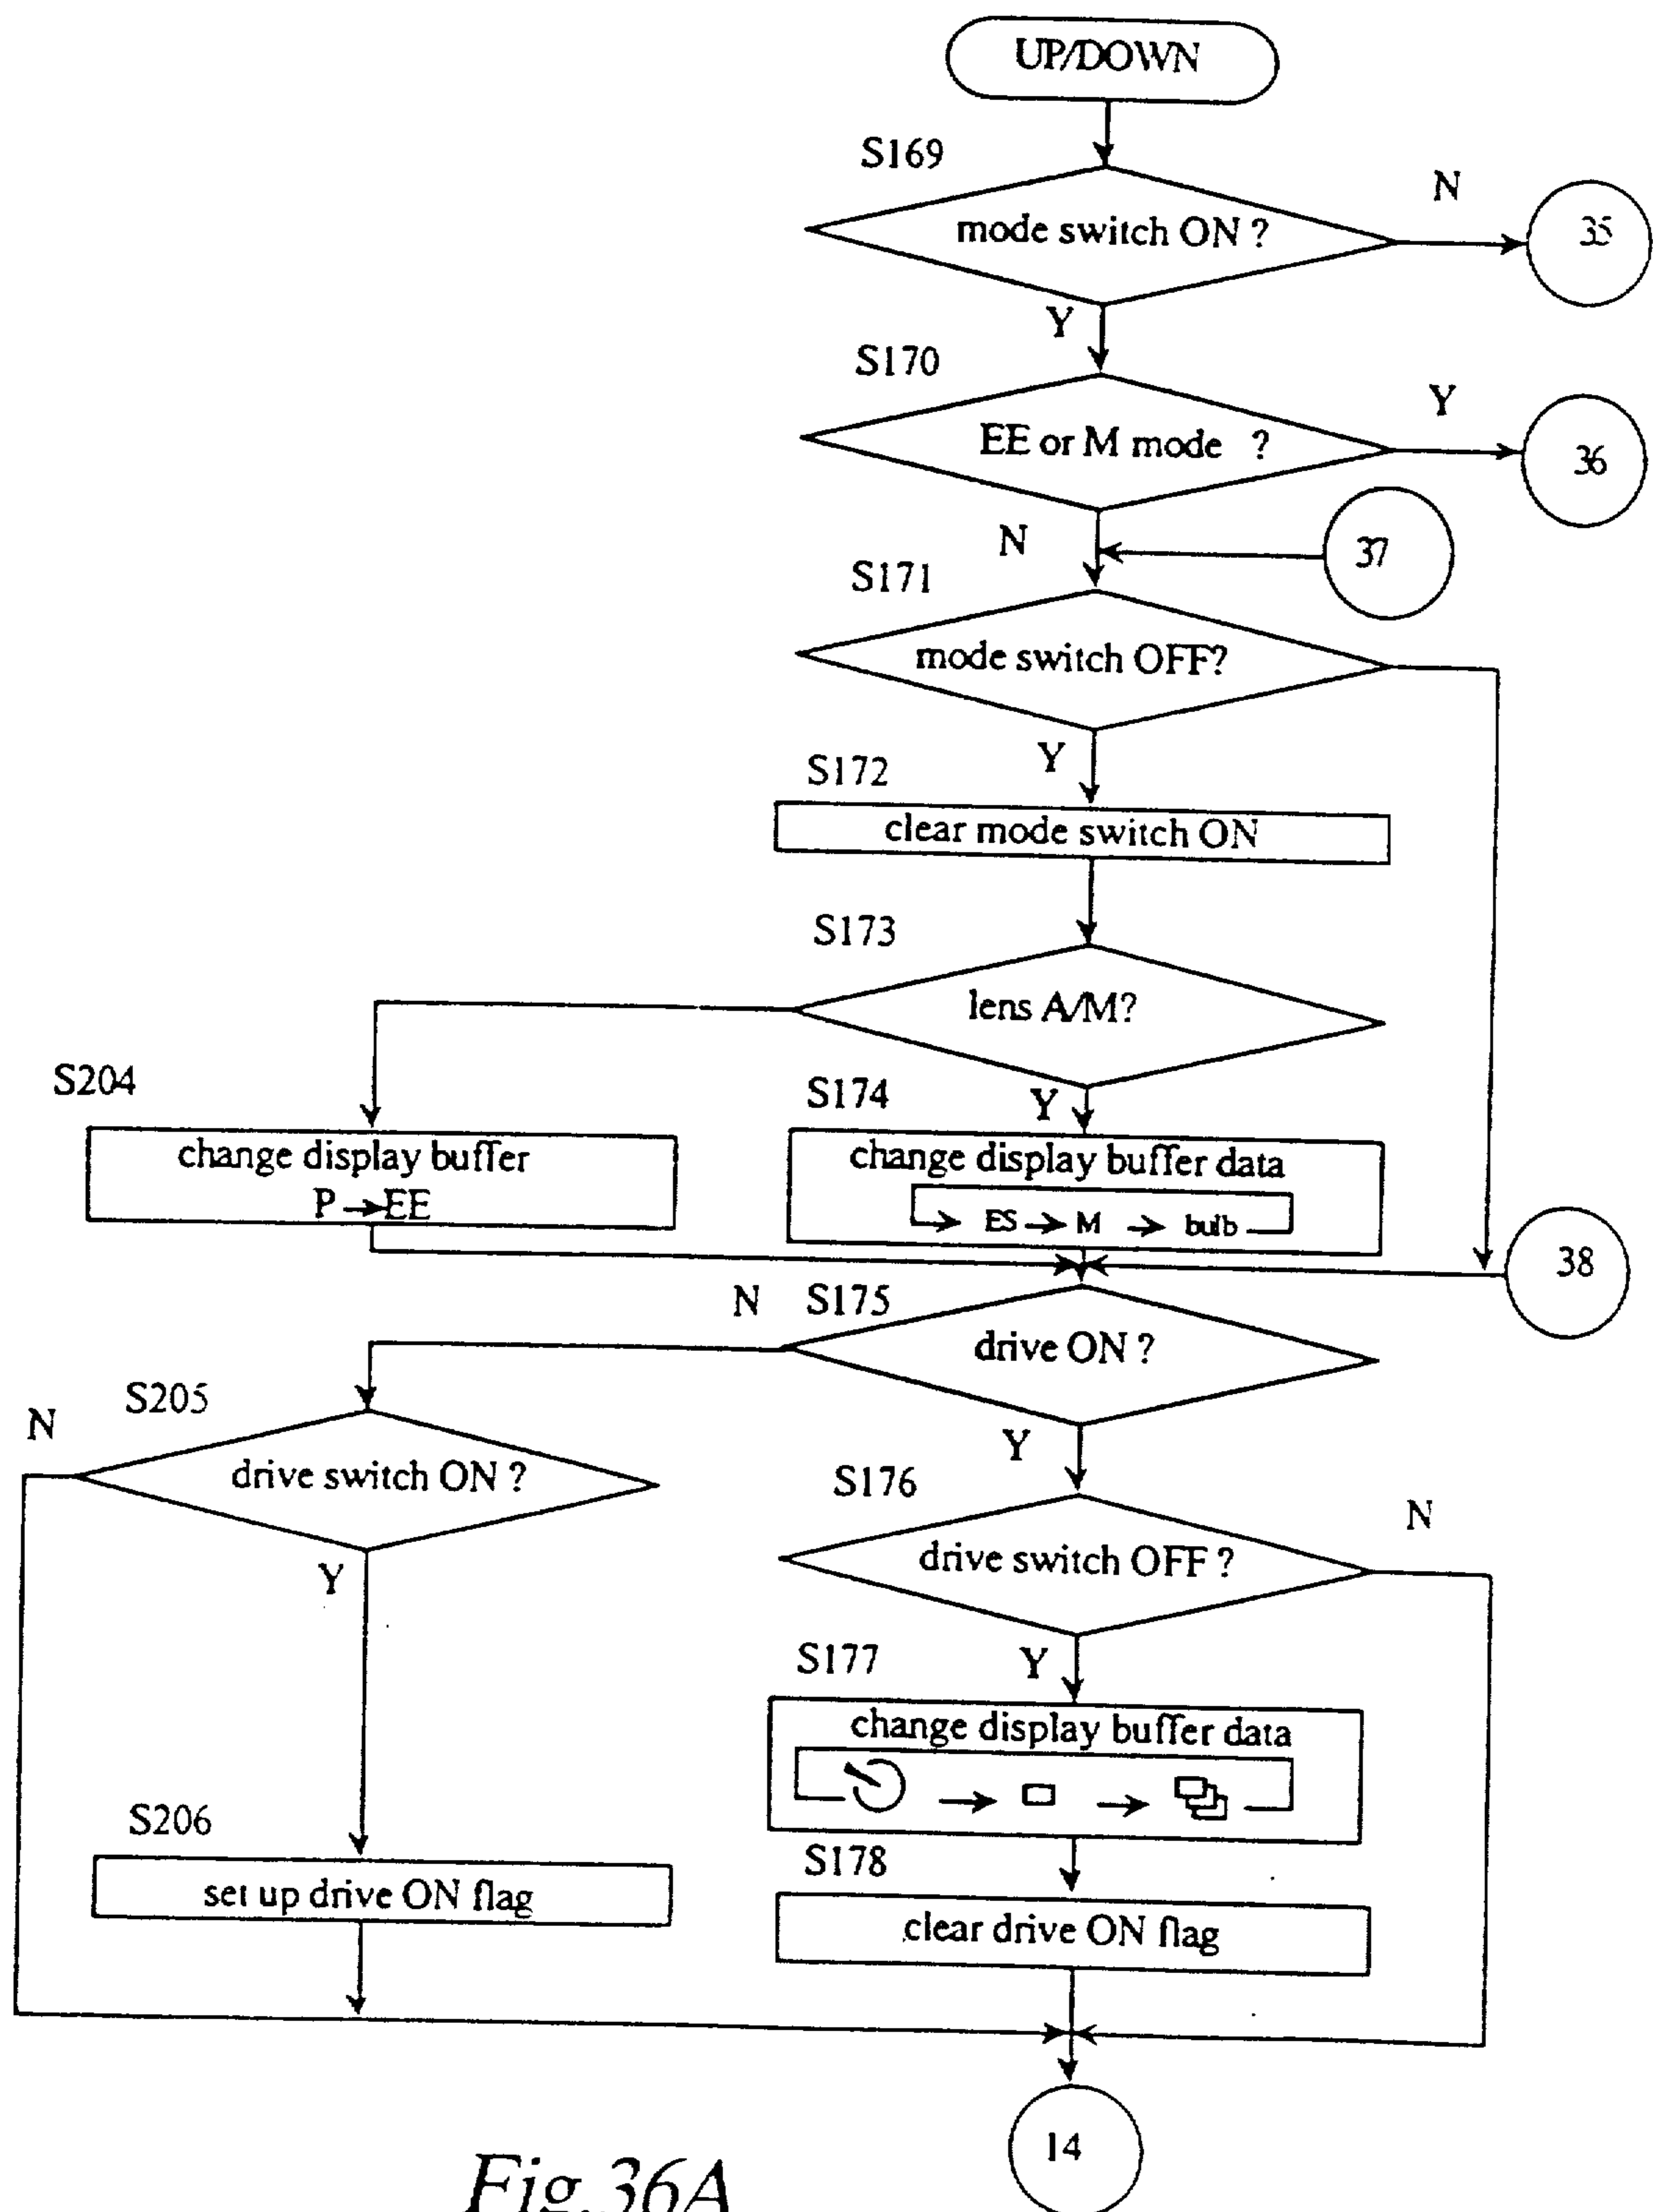 UP/DOWN
S169
mode switch ON ?
N
35
Y
S170
EE or M mode ?
Y
36
N
37
S171
mode switch OFF?
Y
S172
clear mode switch ON
S173
lens A/M?
S204
change display buffer
P → EE
S174
Y
change display buffer data
→ ES → M → bulb
38
N
S175
drive ON ?
S205
N
drive switch ON ?
Y
Y
S176
drive switch OFF ?
N
S177
Y
change display buffer data
→ →
S206
set up drive ON flag
S178
clear drive ON flag
14
Fig.36A